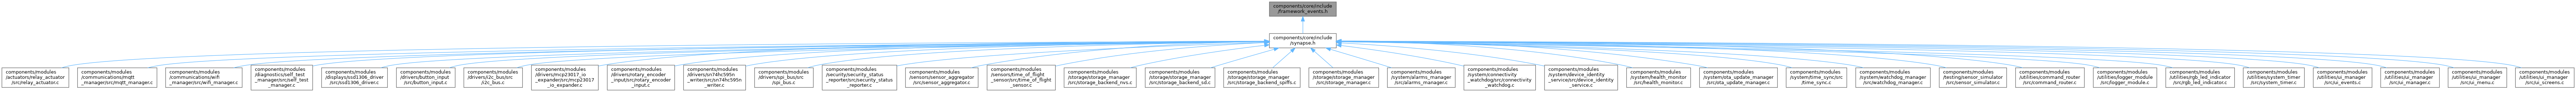 components/core/include
/framework_events.h
components/core/include
/synapse.h
components/modules
/actuators/relay_actuator
/src/relay_actuator.c
components/modules
/communications/mqtt
_manager/src/mqtt_manager.c
components/modules
/communications/wifi
_manager/src/wifi_manager.c
components/modules
/diagnostics/self_test
_manager/src/self_test
_manager.c
components/modules
/displays/ssd1306_driver
/src/ssd1306_driver.c
components/modules
/drivers/button_input
/src/button_input.c
components/modules
/drivers/i2c_bus/src
/i2c_bus.c
components/modules
/drivers/mcp23017_io
_expander/src/mcp23017
_io_expander.c
components/modules
/drivers/rotary_encoder
_input/src/rotary_encoder
_input.c
components/modules
/drivers/sn74hc595n
_writer/src/sn74hc595n
_writer.c
components/modules
/drivers/spi_bus/src
/spi_bus.c
components/modules
/security/security_status
_reporter/src/security_status
_reporter.c
components/modules
/sensors/sensor_aggregator
/src/sensor_aggregator.c
components/modules
/sensors/time_of_flight
_sensor/src/time_of_flight
_sensor.c
components/modules
/storage/storage_manager
/src/storage_backend_nvs.c
components/modules
/storage/storage_manager
/src/storage_backend_sd.c
components/modules
/storage/storage_manager
/src/storage_backend_spiffs.c
components/modules
/storage/storage_manager
/src/storage_manager.c
components/modules
/system/alarms_manager
/src/alarms_manager.c
components/modules
/system/connectivity
_watchdog/src/connectivity
_watchdog.c
components/modules
/system/device_identity
_service/src/device_identity
_service.c
components/modules
/system/health_monitor
/src/health_monitor.c
components/modules
/system/ota_update_manager
/src/ota_update_manager.c
components/modules
/system/time_sync/src
/time_sync.c
components/modules
/system/watchdog_manager
/src/watchdog_manager.c
components/modules
/testing/sensor_simulator
/src/sensor_simulator.c
components/modules
/utilities/command_router
/src/command_router.c
components/modules
/utilities/logger_module
/src/logger_module.c
components/modules
/utilities/rgb_led_indicator
/src/rgb_led_indicator.c
components/modules
/utilities/system_timer
/src/system_timer.c
components/modules
/utilities/ui_manager
/src/ui_events.c
components/modules
/utilities/ui_manager
/src/ui_manager.c
components/modules
/utilities/ui_manager
/src/ui_menu.c
components/modules
/utilities/ui_manager
/src/ui_screens.c